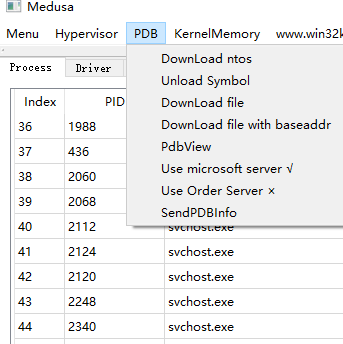 Medusa
Menu Hypervisor PDB KernelMemory www.win32k
Process Driver
DownLoad ntos
Unload Symbol
DownLoad file
DownLoad file with baseaddr
PdbView
Use microsoft server √
Use Order Server ×
SendPDBInfo
Index PID
36 1988
37 436
38 2060
39 2068
40 2112 svchost.exe
41 2124 svchost.exe
42 2120 svchost.exe
43 2248 svchost.exe
44 2340 svchost.exe